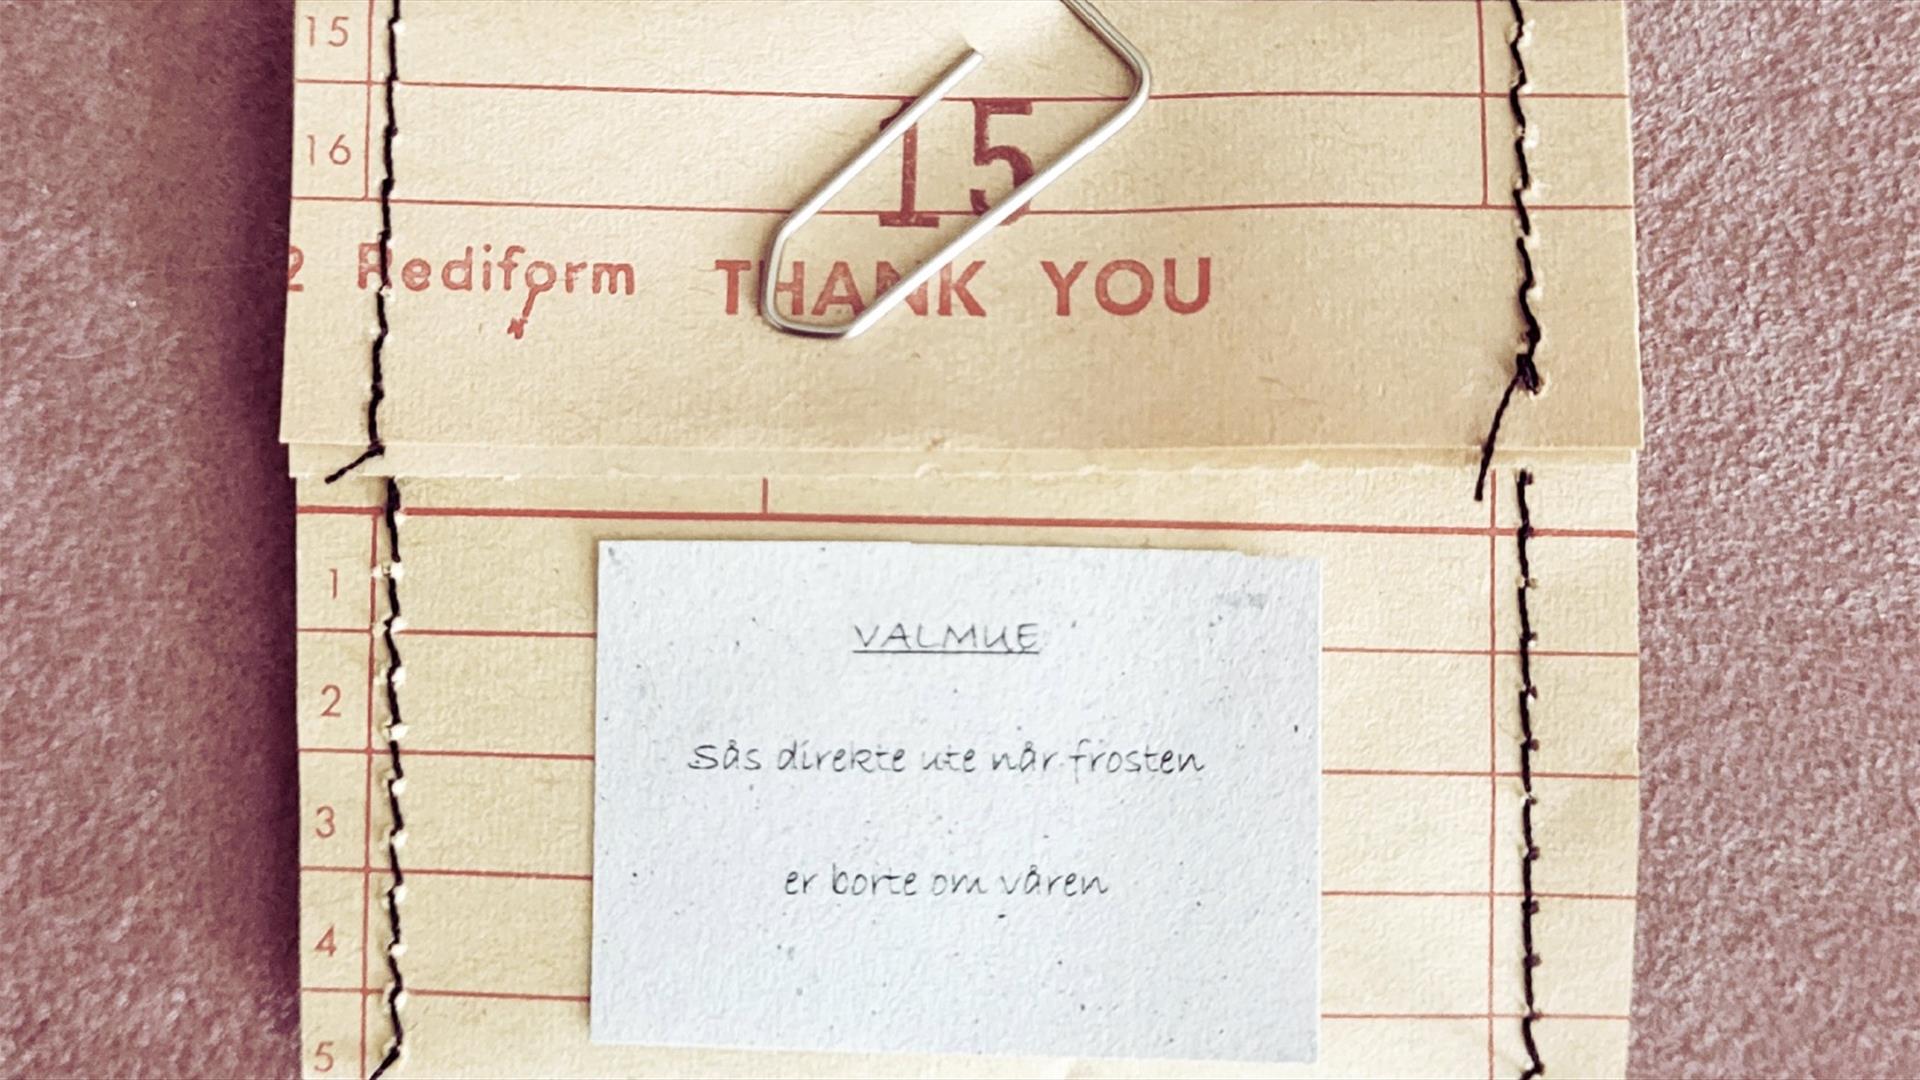 15
16
15
2 Rediform THANK YOU
1
VALMUE
2
Sås direkte ute når frosten
3
er borte om våren
4
5